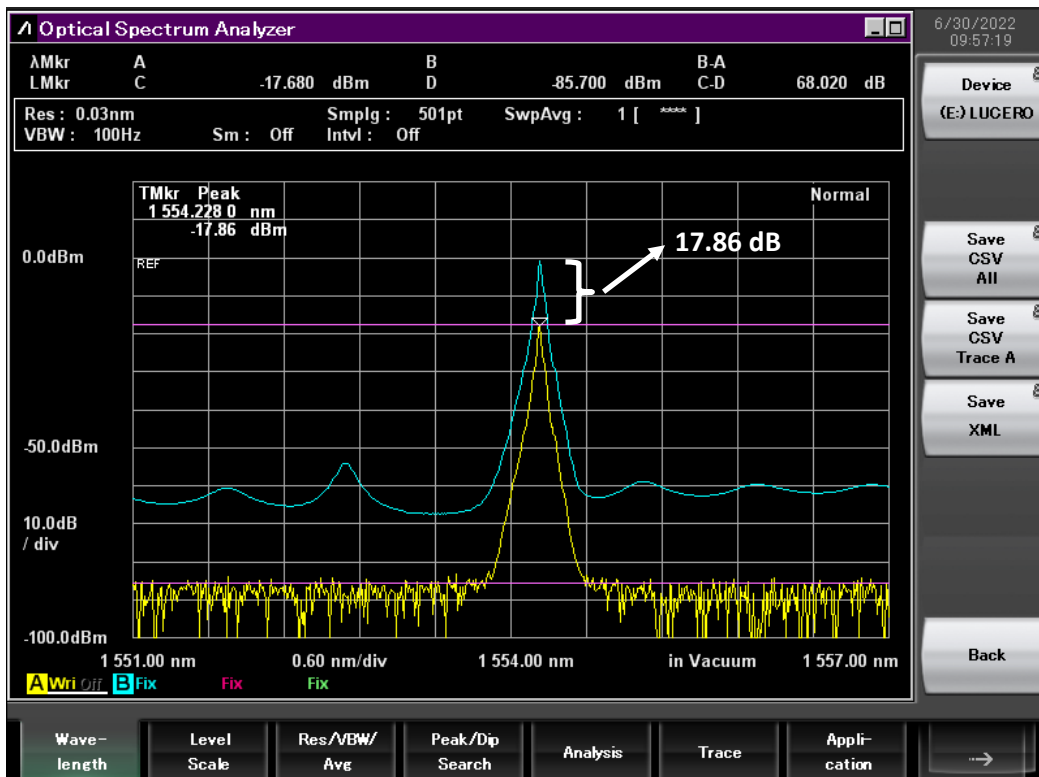 Optical Spectrum Analyzer
6/30/2022
09:57:19
λMkr A B B-A
LMkr C -17.680 dBm D -85.700 dBm C-D 68.020 dB
Res : 0.03nm Smplg : 501pt SwpAvg : 1 [ **** ]
VBW : 100Hz Sm : Off Intvl : Off
Device
(E:) LUCERO
TMkr Peak
1 554.228 0 nm
-17.86 dBm
Normal
17.86 dB
0.0dBm
REF
Save
CSV
All
Save
CSV
Trace A
Save
XML
-50.0dBm
10.0dB
/ div
-100.0dBm
1 551.00 nm 0.60 nm/div 1 554.00 nm in Vacuum 1 557.00 nm
A Wri Off B Fix Fix Fix
Back
Wave-
length
Level
Scale
Res/VBW/
Avg
Peak/Dip
Search
Analysis
Trace
Appli-
cation